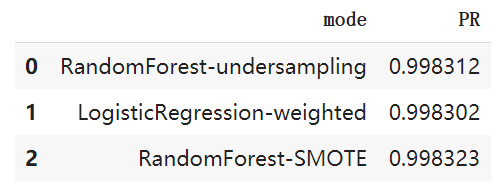 mode PR
0 RandomForest-undersampling 0.998312
1 LogisticRegression-weighted 0.998302
2 RandomForest-SMOTE 0.998323